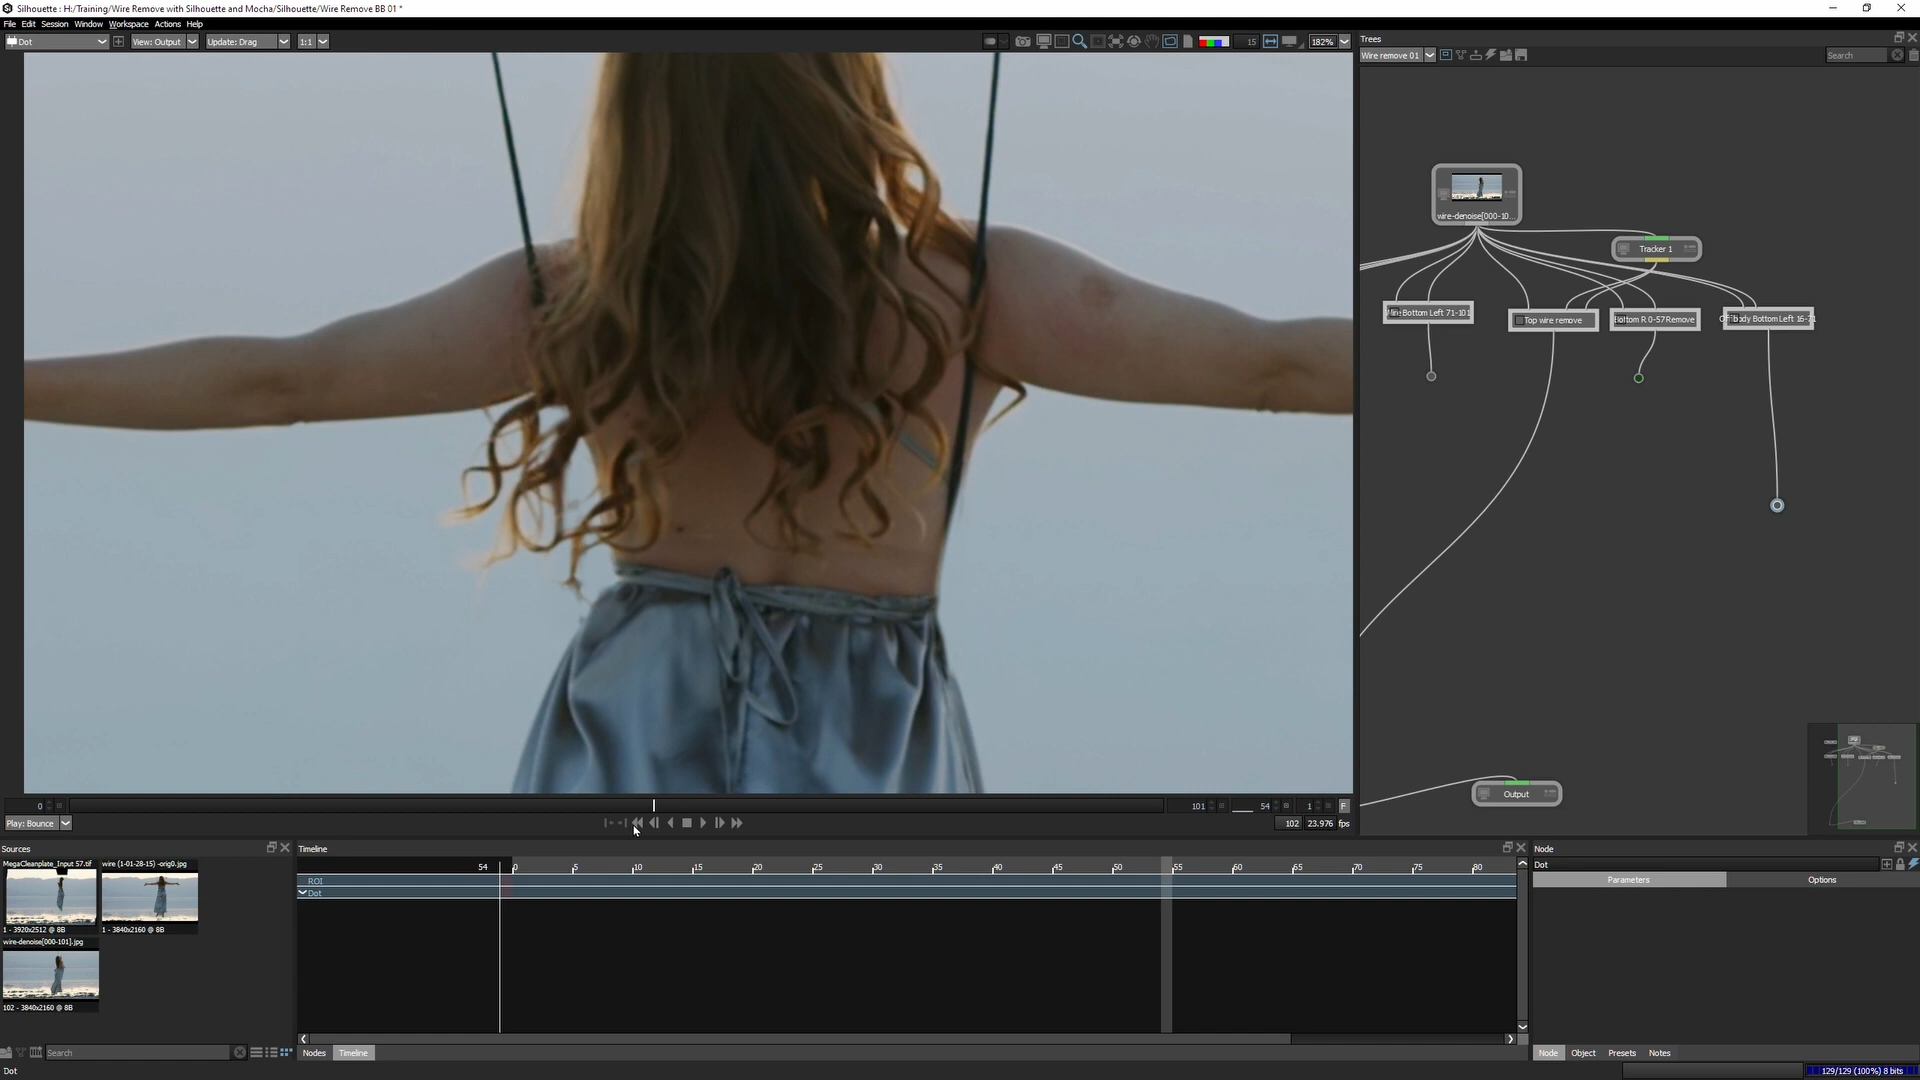 Silhouette : H:/Training/Wire Remove with Silhouette and Mocha/Silhouette/Wire Remove BB 01 *
File Edit Session Window Workspace Actions Help
Dot View: Output Update: Drag 1:1 15 182%
Trees
Wire remove 01 Search
wire-denoise[000-10...
Tracker 1
Bottom Left 71-101
Top wire remove
Bottom R 0-57 Remove
Body Bottom Left 16-71
Output
0 101 54 1 F
Play: Bounce 102 23.976 fps
Sources
MegaCleanplate_Input 57.tif
wire (1-01-28-15) -orig0.jpg
1 - 3920x2512 @ 8B
1 - 3840x2160 @ 8B
wire-denoise[000-101].jpg
102 - 3840x2160 @ 8B
Search
Timeline
54 0 5 10 15 20 25 30 35 40 45 50 55 60 65 70 75 80
ROI
Dot
Nodes Timeline
Node
Dot
Parameters Options
Node Object Presets Notes
Dot
129/129 (100%) 8 bits